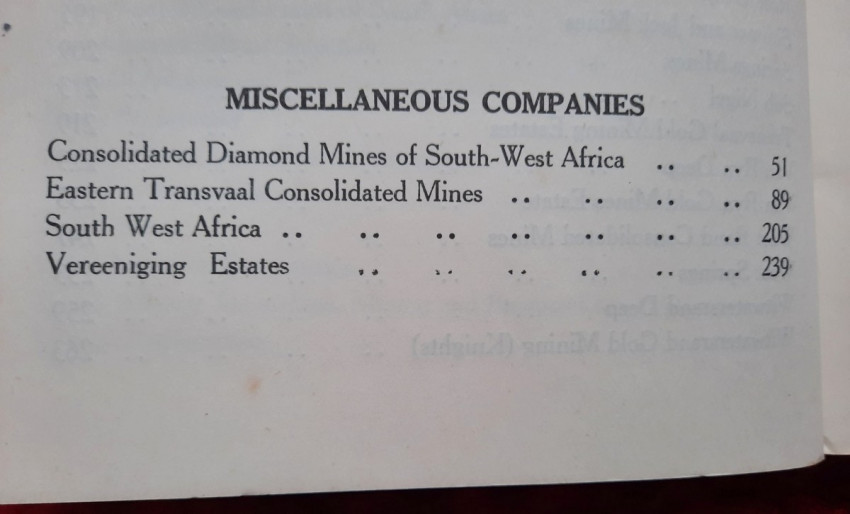 MISCELLANEOUS COMPANIES
Consolidated Diamond Mines of South-West Africa .. .. 51
Eastern Transvaal Consolidated Mines .. .. .. .. 89
South West Africa .. .. .. .. .. .. .. 205
Vereeniging Estates .. .. .. .. .. .. 239